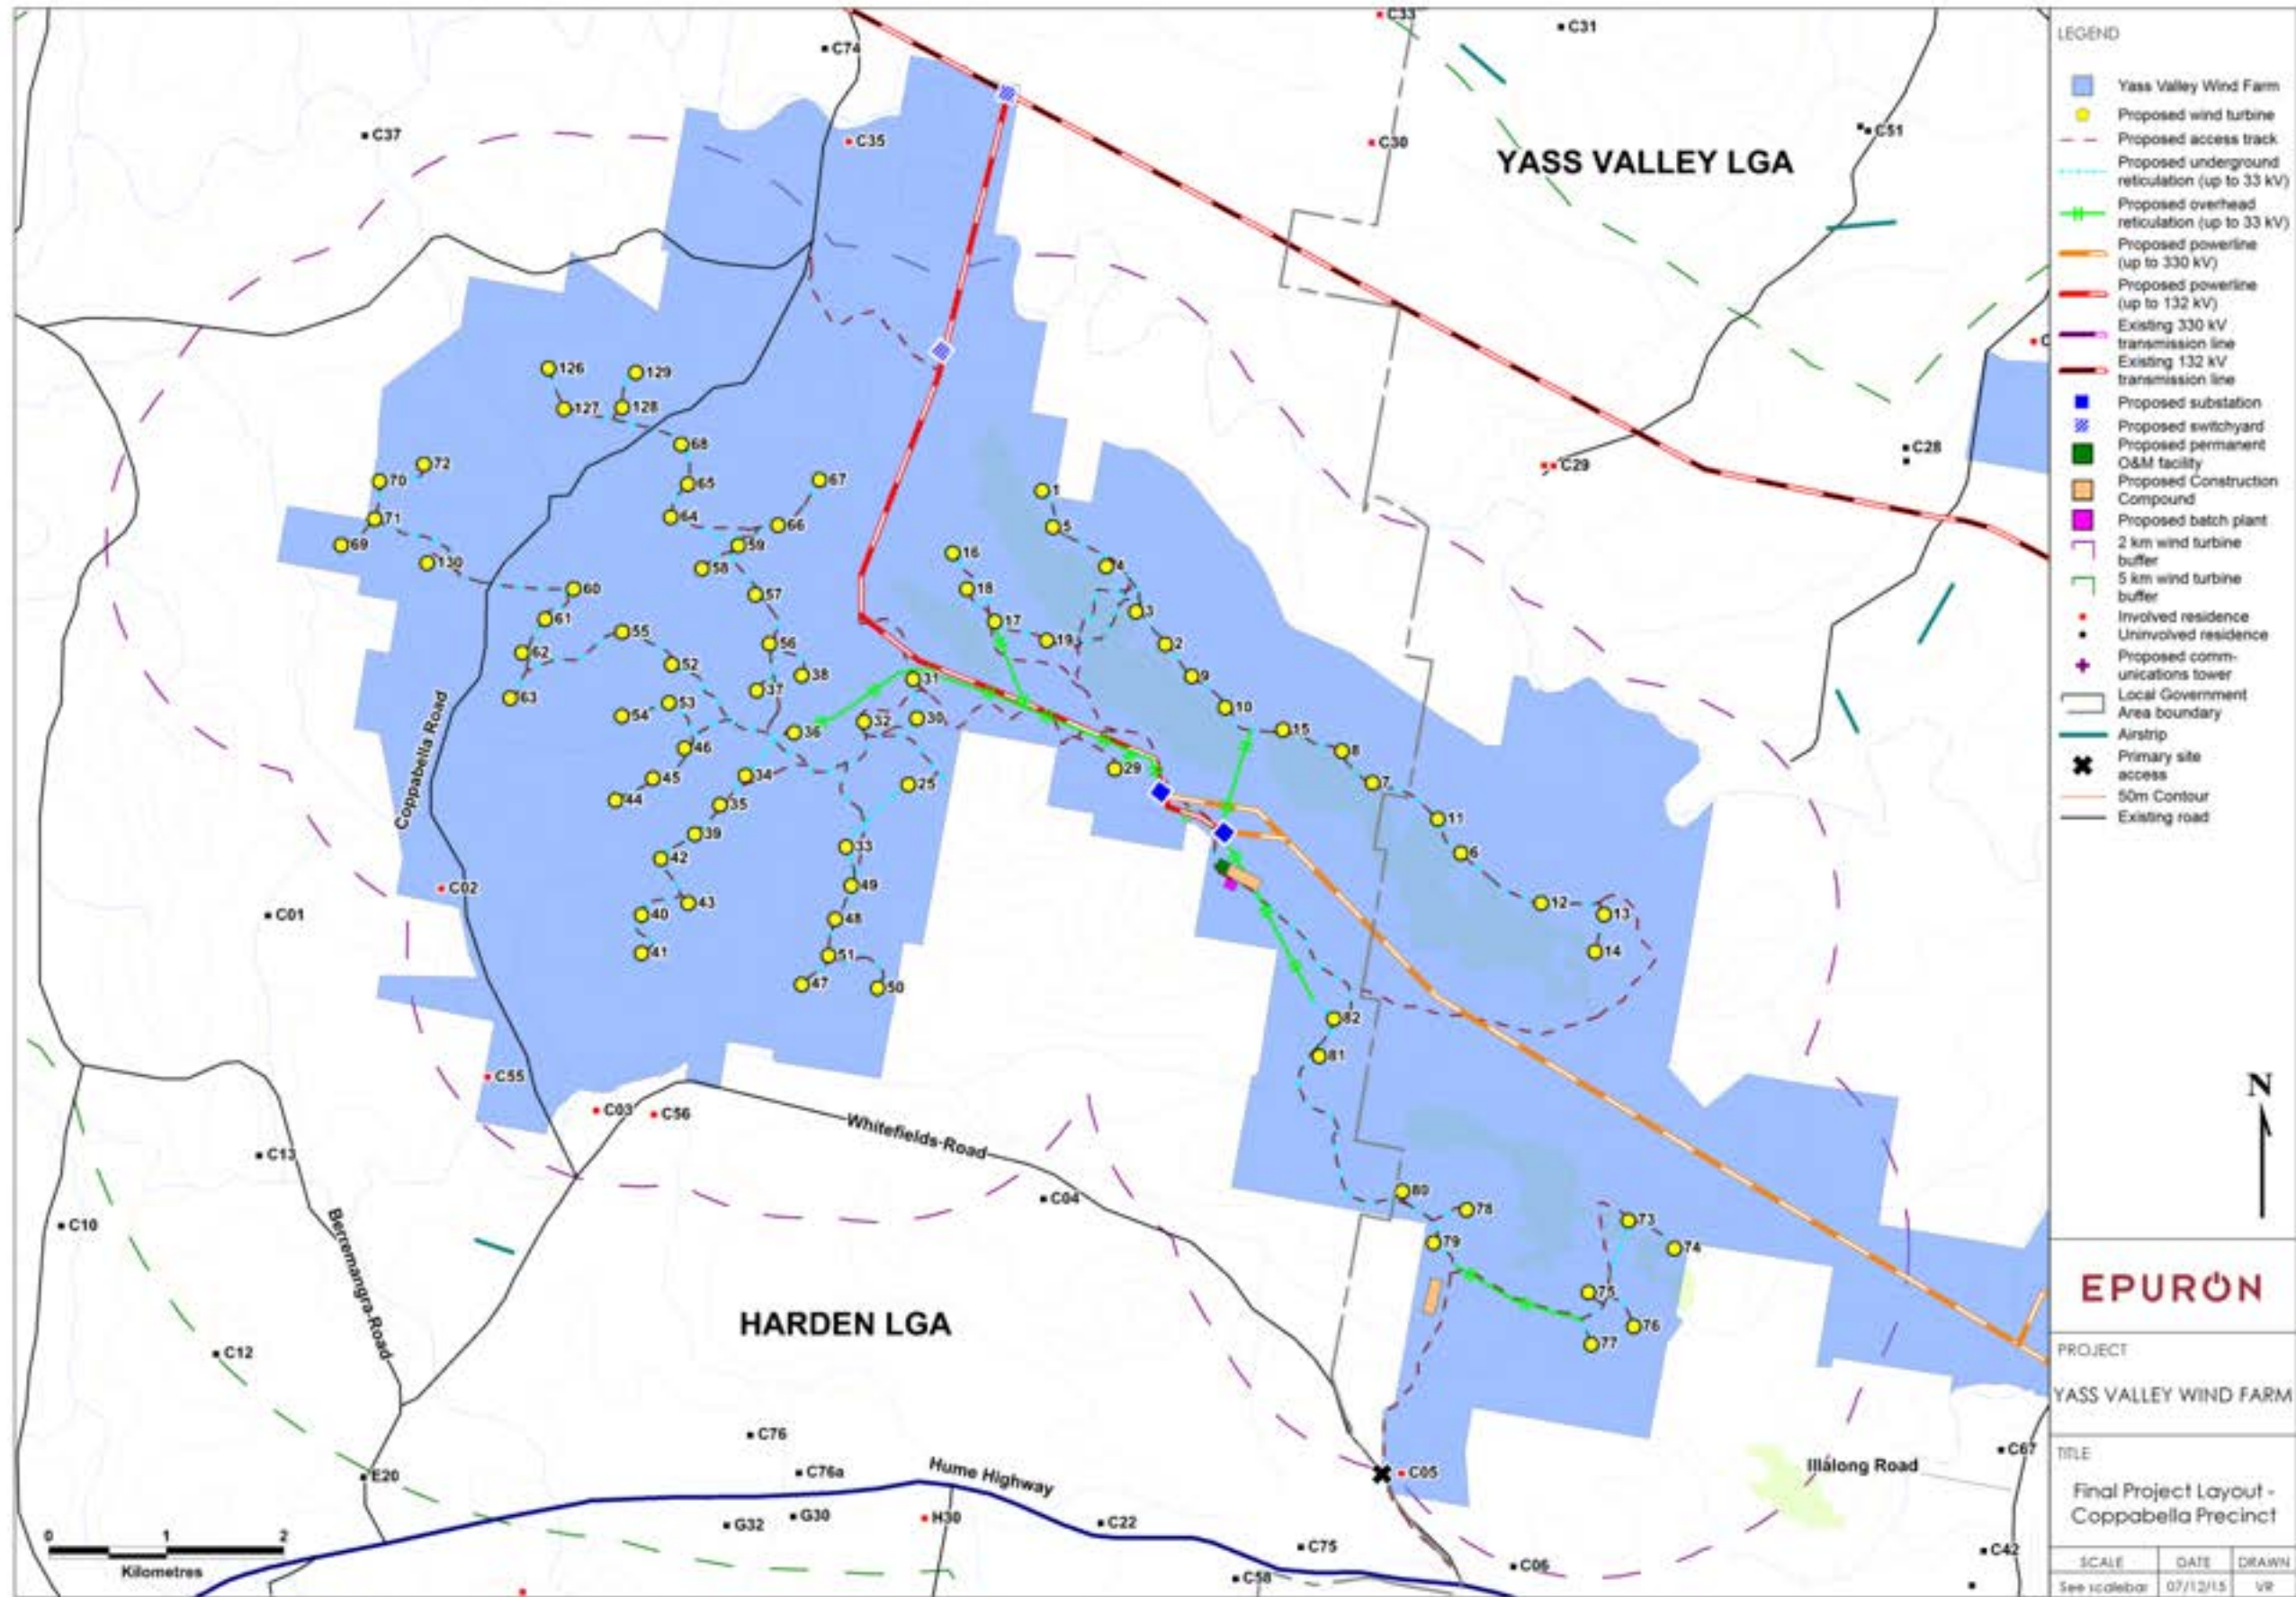 C33
C31
C74
C37
C35
C30
C51
YASS VALLEY LGA
126
129
127
128
68
72
70
65
67
71
64
66
69
59
130
58
60
57
61
55
56
62
52
38
63
37
53
54
36
46
34
45
44
35
39
42
43
40
41
1
5
16
4
18
3
17
19
2
9
31
10
32
30
15
8
29
7
25
11
33
6
49
12
13
48
14
51
47
50
82
81
80
78
79
73
74
75
76
77
C29
C28
Coppabella Road
C02
C01
C55
C03
C56
Whitefields Road
C13
C04
C10
Berremangra Road
C12
HARDEN LGA
C76
C76a
E20
Hume Highway
G32
G30
H30
C22
C75
C58
C05
C06
Illalong Road
C67
C42
0 1 2
Kilometres
LEGEND
Yass Valley Wind Farm
Proposed wind turbine
Proposed access track
Proposed underground
reticulation (up to 33 kV)
Proposed overhead
reticulation (up to 33 kV)
Proposed powerline
(up to 330 kV)
Proposed powerline
(up to 132 kV)
Existing 330 kV
transmission line
Existing 132 kV
transmission line
Proposed substation
Proposed switchyard
Proposed permanent
O&M facility
Proposed Construction
Compound
Proposed batch plant
2 km wind turbine
buffer
5 km wind turbine
buffer
Involved residence
Uninvolved residence
Proposed comm-
unications tower
Local Government
Area boundary
Airstrip
Primary site
access
50m Contour
Existing road
N
EPURON
PROJECT
YASS VALLEY WIND FARM
TITLE
Final Project Layout -
Coppabella Precinct
SCALE DATE DRAWN
See scalebar 07/12/15 VR